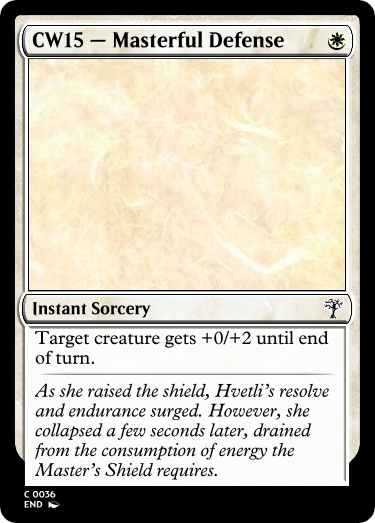 CW15 — Masterful Defense
Instant Sorcery
Target creature gets +0/+2 until end
of turn.
As she raised the shield, Hvetli's resolve
and endurance surged. However, she
collapsed a few seconds later, drained
from the consumption of energy the
Master's Shield requires.
C 0036
END